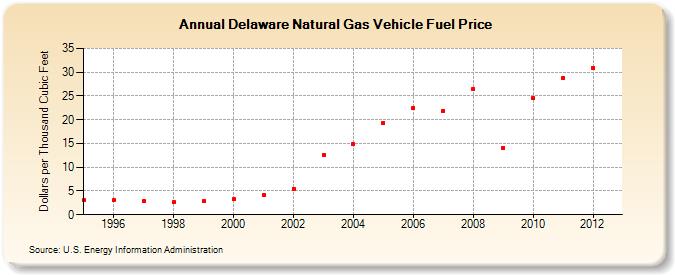 Annual Delaware Natural Gas Vehicle Fuel Price
Dollars per Thousand Cubic Feet
35
30
25
20
15
10
5
0
1996 1998 2000 2002 2004 2006 2008 2010 2012
Source: U.S. Energy Information Administration